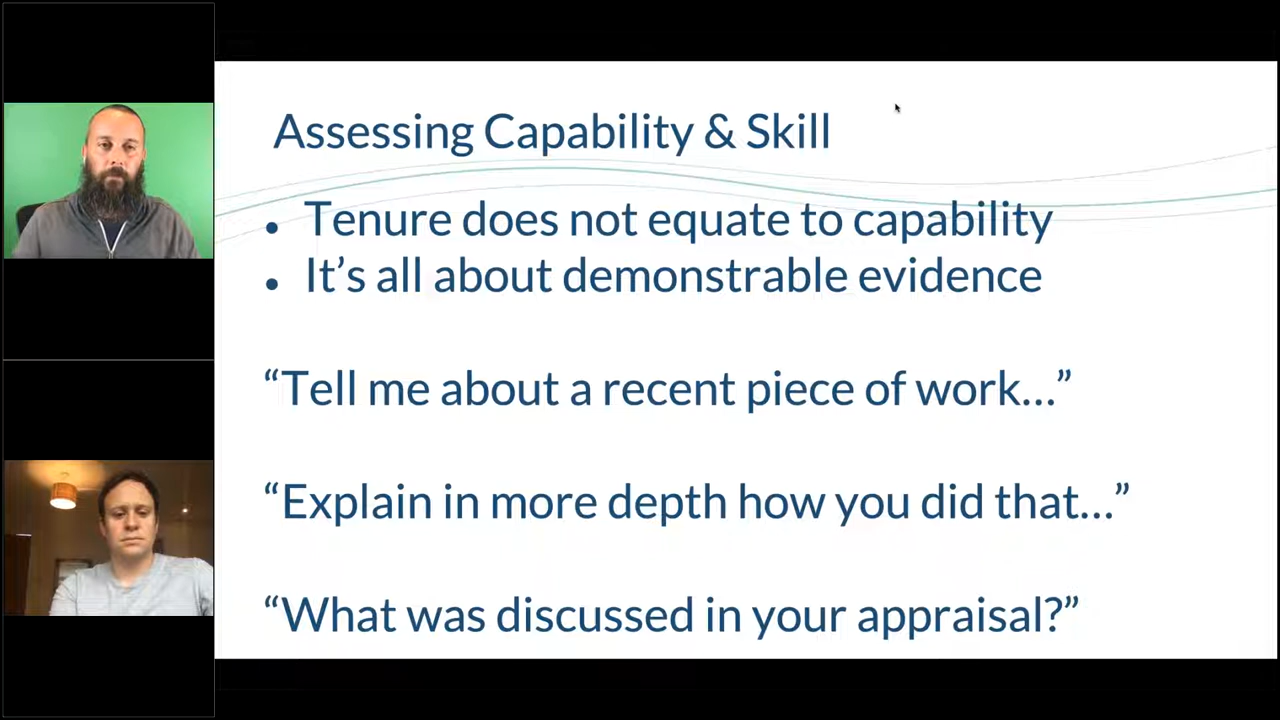 Assessing Capability & Skill
• Tenure does not equate to capability
• It’s all about demonstrable evidence
“Tell me about a recent piece of work...”
“Explain in more depth how you did that...”
“What was discussed in your appraisal?”